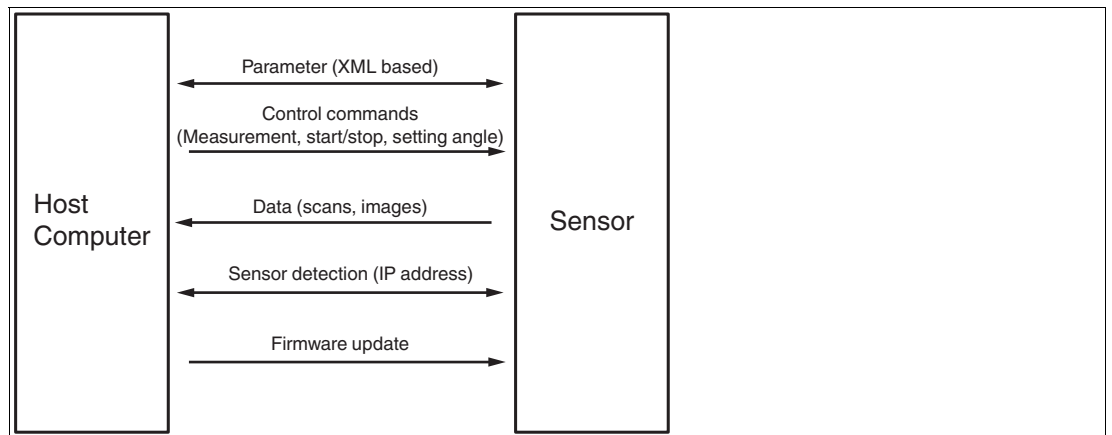 Parameter (XML based)
Control commands
(Measurement, start/stop, setting angle)
Host
Computer
Data (scans, images)
Sensor
Sensor detection (IP address)
Firmware update